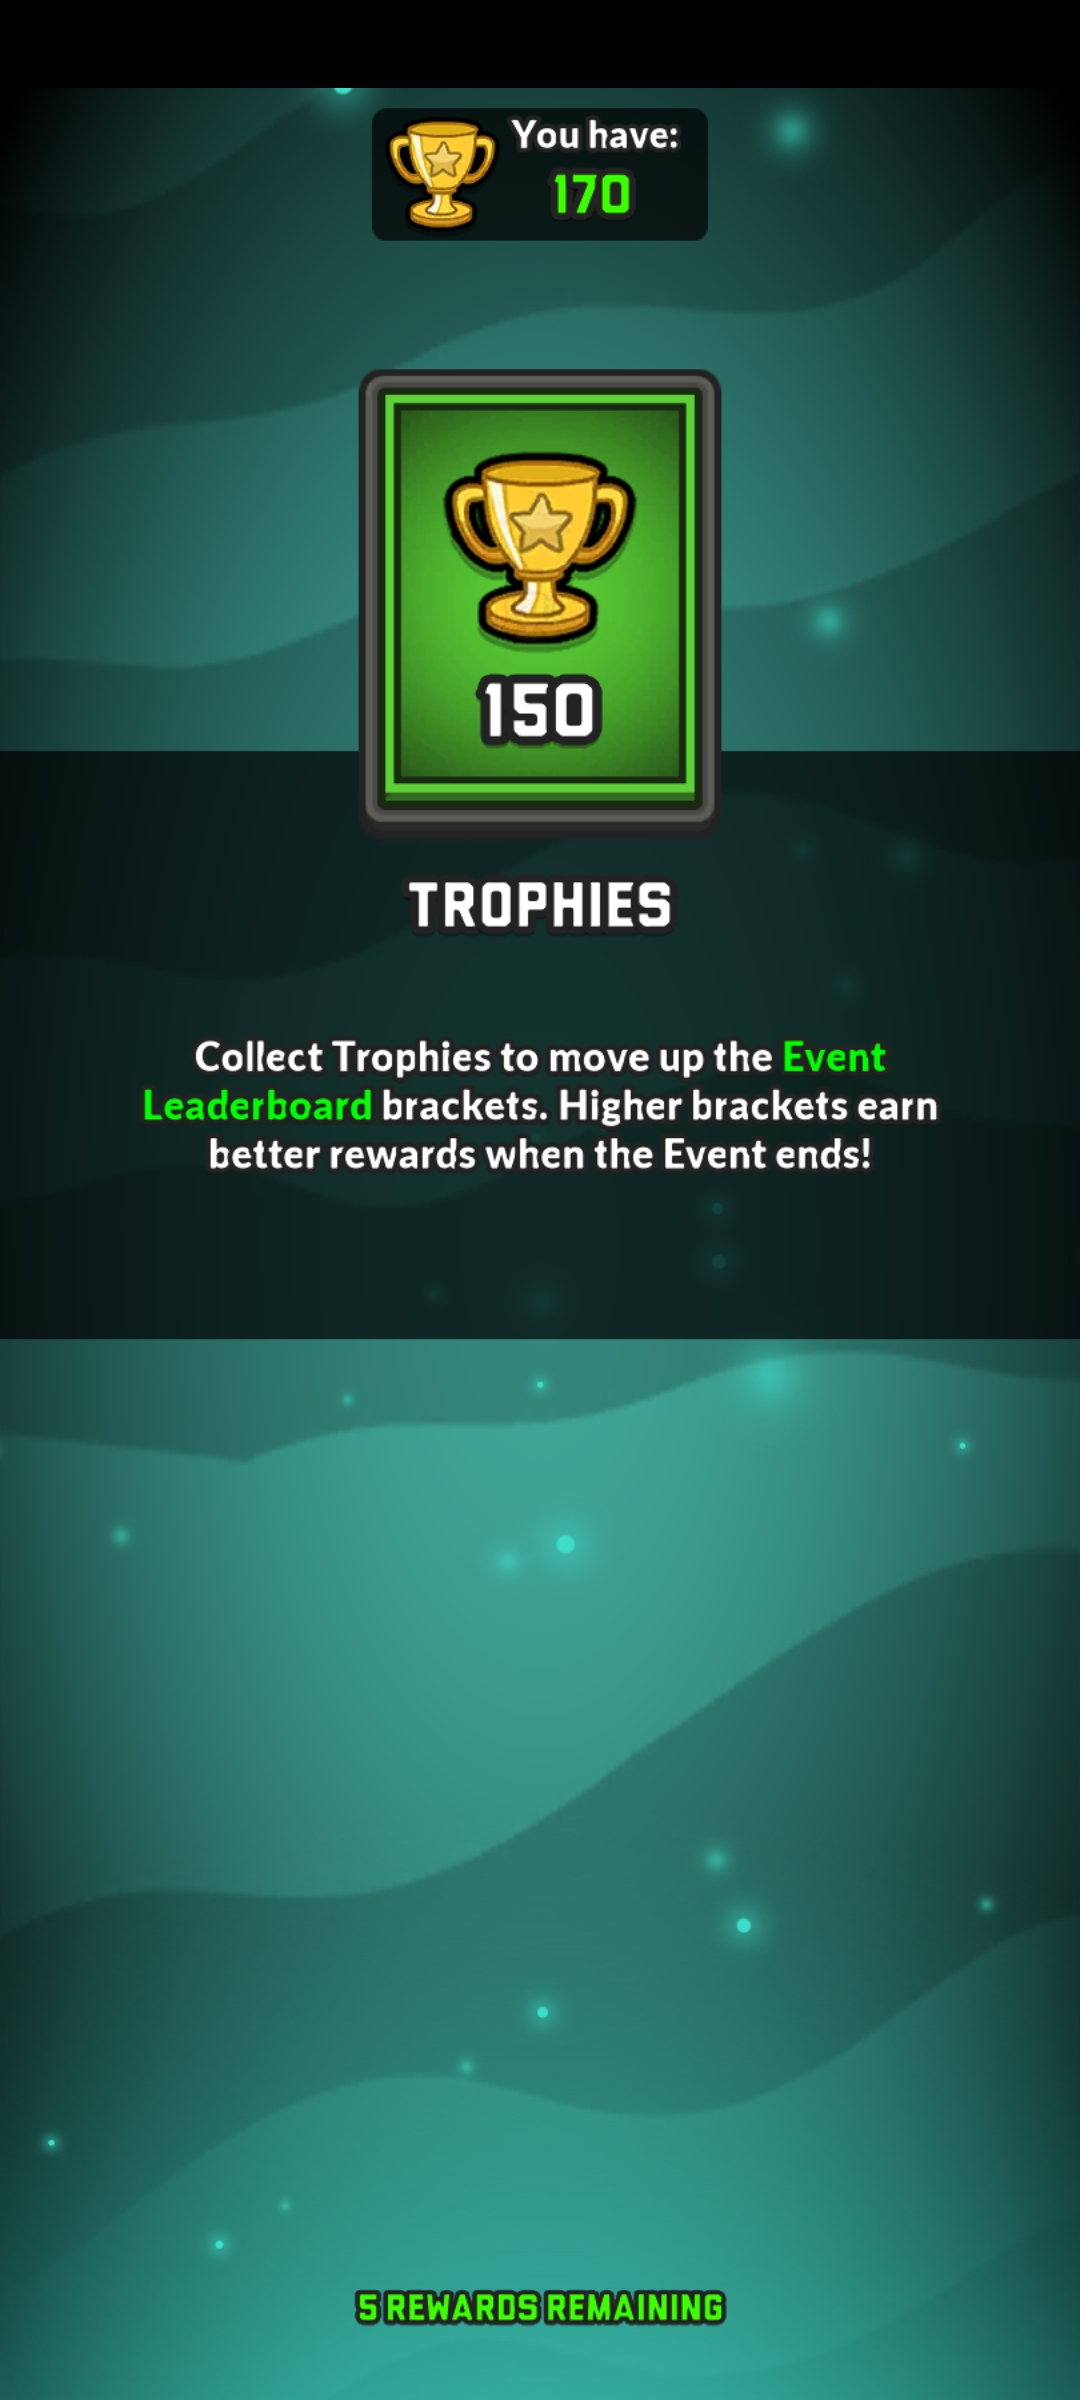 You have:
170
150
TROPHIES
Collect Trophies to move up the Event
Leaderboard brackets. Higher brackets earn
better rewards when the Event ends!
5 REWARDS REMAINING